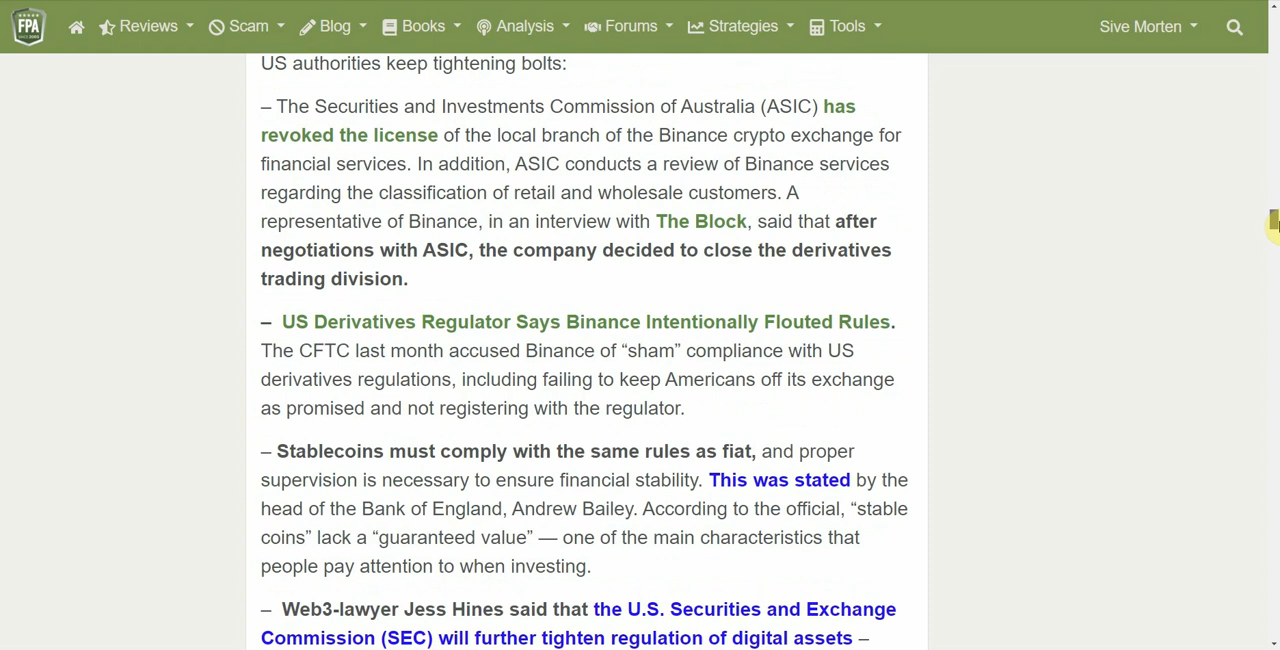 FPA Reviews Scam Blog Books Analysis Forums Strategies Tools Sive Morten
US authorities keep tightening bolts:
– The Securities and Investments Commission of Australia (ASIC) has
revoked the license of the local branch of the Binance crypto exchange for
financial services. In addition, ASIC conducts a review of Binance services
regarding the classification of retail and wholesale customers. A
representative of Binance, in an interview with The Block, said that after
negotiations with ASIC, the company decided to close the derivatives
trading division.
– US Derivatives Regulator Says Binance Intentionally Flouted Rules.
The CFTC last month accused Binance of “sham” compliance with US
derivatives regulations, including failing to keep Americans off its exchange
as promised and not registering with the regulator.
– Stablecoins must comply with the same rules as fiat, and proper
supervision is necessary to ensure financial stability. This was stated by the
head of the Bank of England, Andrew Bailey. According to the official, “stable
coins” lack a “guaranteed value” — one of the main characteristics that
people pay attention to when investing.
– Web3-lawyer Jess Hines said that the U.S. Securities and Exchange
Commission (SEC) will further tighten regulation of digital assets –